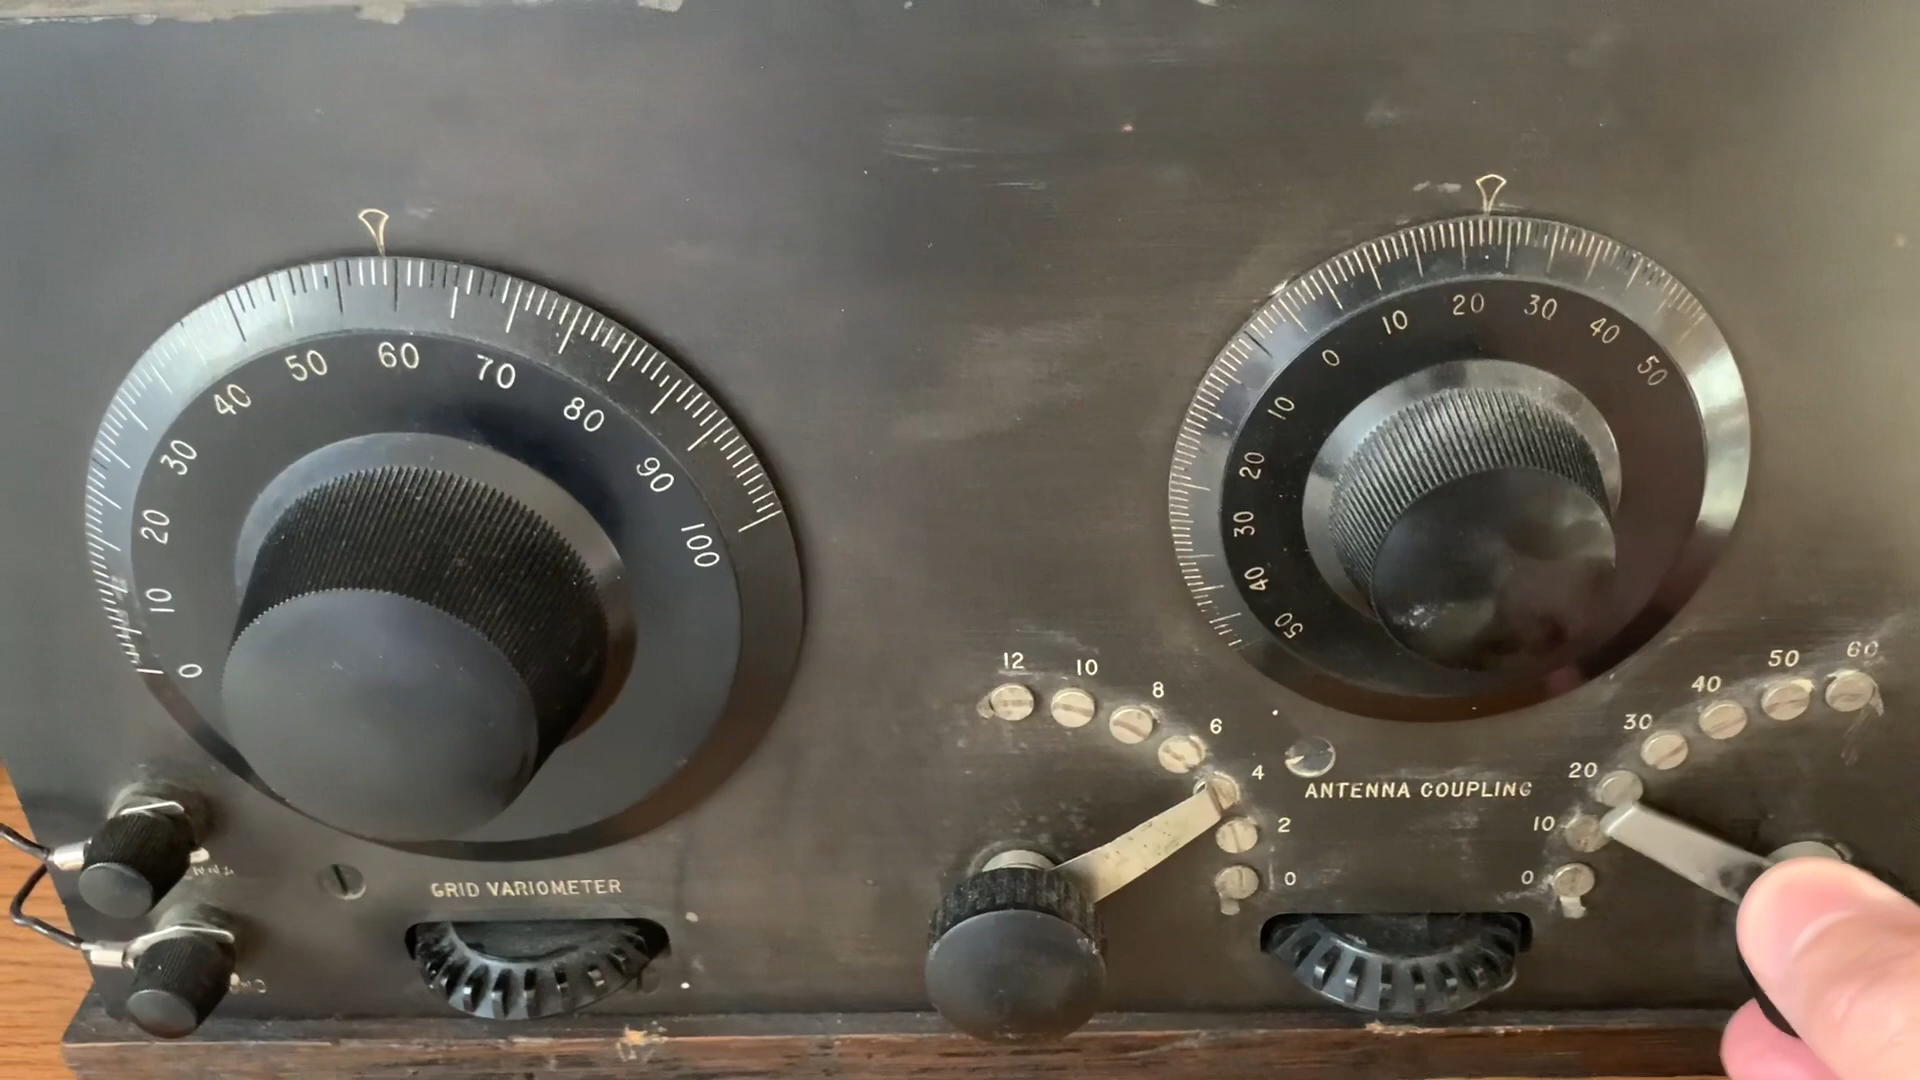 0 10 20 30 40 50 60 70 80 90 100
50 40 30 20 10 0 10 20 30 40 50
12 10 8 6 4 2 0
0 10 20 30 40 50 60
ANTENNA COUPLING
GRID VARIOMETER